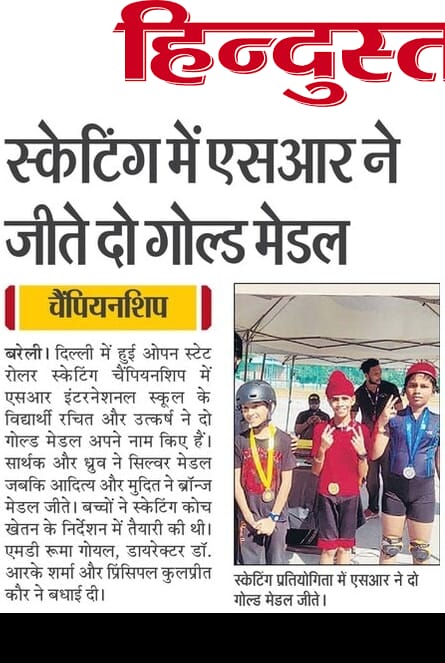 हिन्दुस्त
स्केटिंग में एसआर ने
जीते दो गोल्ड मेडल
चैंपियनशिप
बरेली। दिल्ली में हुई ओपन स्टेट
रोलर स्केटिंग चैंपियनशिप में
एसआर इंटरनेशनल स्कूल के
विद्यार्थी रचित और उत्कर्ष ने दो
गोल्ड मेडल अपने नाम किए हैं।
सार्थक और ध्रुव ने सिल्वर मेडल
जबकि आदित्य और मुदित ने ब्रॉन्ज
मेडल जीते। बच्चों ने स्केटिंग कोच
खेतन के निर्देशन में तैयारी की थी।
एमडी रूमा गोयल, डायरेक्टर डॉ.
आरके शर्मा और प्रिंसिपल कुलप्रीत
कौर ने बधाई दी।
स्केटिंग प्रतियोगिता में एसआर ने दो
गोल्ड मेडल जीते।